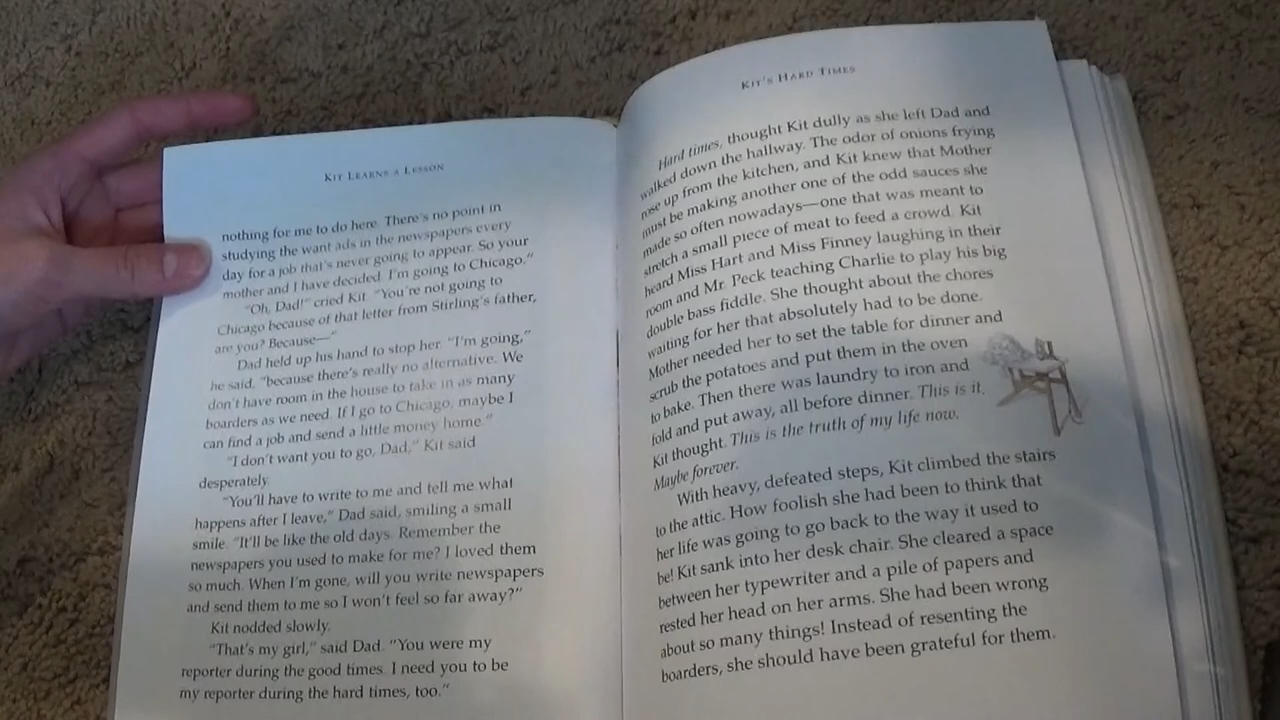 KIT LEARNS A LESSON
nothing for me to do here. There's no point in
studying the want ads in the newspapers every
day for a job that's never going to appear. So your
mother and I have decided. I'm going to Chicago."
"Oh, Dad!" cried Kit. "You're not going to
Chicago because of that letter from Stirling's father,
are you? Because—"
Dad held up his hand to stop her. "I'm going,"
he said, "because there's really no alternative. We
don't have room in the house to take in as many
boarders as we need. If I go to Chicago, maybe I
can find a job and send a little money home."
"I don't want you to go, Dad," Kit said
desperately.
"You'll have to write to me and tell me what
happens after I leave," Dad said, smiling a small
smile. "It'll be like the old days. Remember the
newspapers you used to make for me? I loved them
so much. When I'm gone, will you write newspapers
and send them to me so I won't feel so far away?"
Kit nodded slowly.
"That's my girl," said Dad. "You were my
reporter during the good times. I need you to be
my reporter during the hard times, too."
KIT'S HARD TIMES
Hard times, thought Kit dully as she left Dad and
walked down the hallway. The odor of onions frying
rose up from the kitchen, and Kit knew that Mother
must be making another one of the odd sauces she
made so often nowadays—one that was meant to
stretch a small piece of meat to feed a crowd. Kit
heard Miss Hart and Miss Finney laughing in their
room and Mr. Peck teaching Charlie to play his big
double bass fiddle. She thought about the chores
waiting for her that absolutely had to be done.
Mother needed her to set the table for dinner and
scrub the potatoes and put them in the oven
to bake. Then there was laundry to iron and
fold and put away, all before dinner. This is it,
Kit thought. This is the truth of my life now.
Maybe forever.
With heavy, defeated steps, Kit climbed the stairs
to the attic. How foolish she had been to think that
her life was going to go back to the way it used to
be! Kit sank into her desk chair. She cleared a space
between her typewriter and a pile of papers and
rested her head on her arms. She had been wrong
about so many things! Instead of resenting the
boarders, she should have been grateful for them.